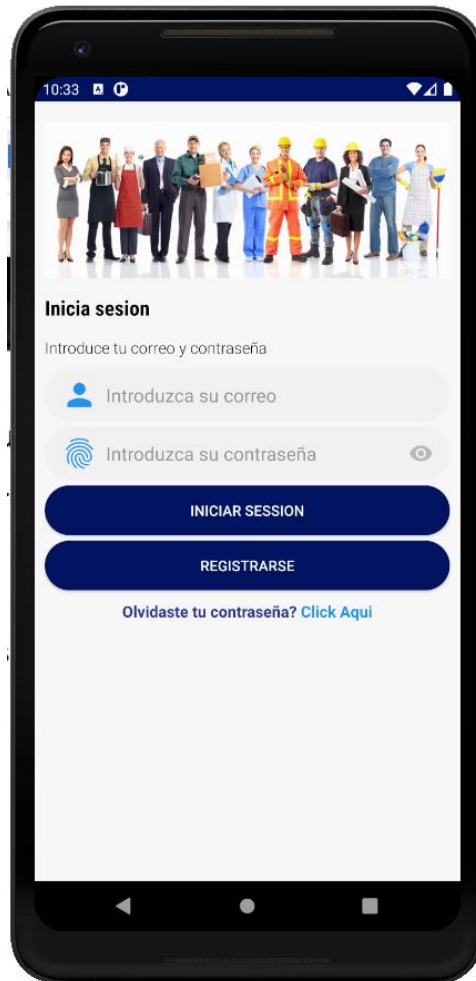 10:33
Inicia sesion
Introduce tu correo y contraseña
Introduzca su correo
Introduzca su contraseña
INICIAR SESSION
REGISTRARSE
Olvidaste tu contraseña? Click Aqui